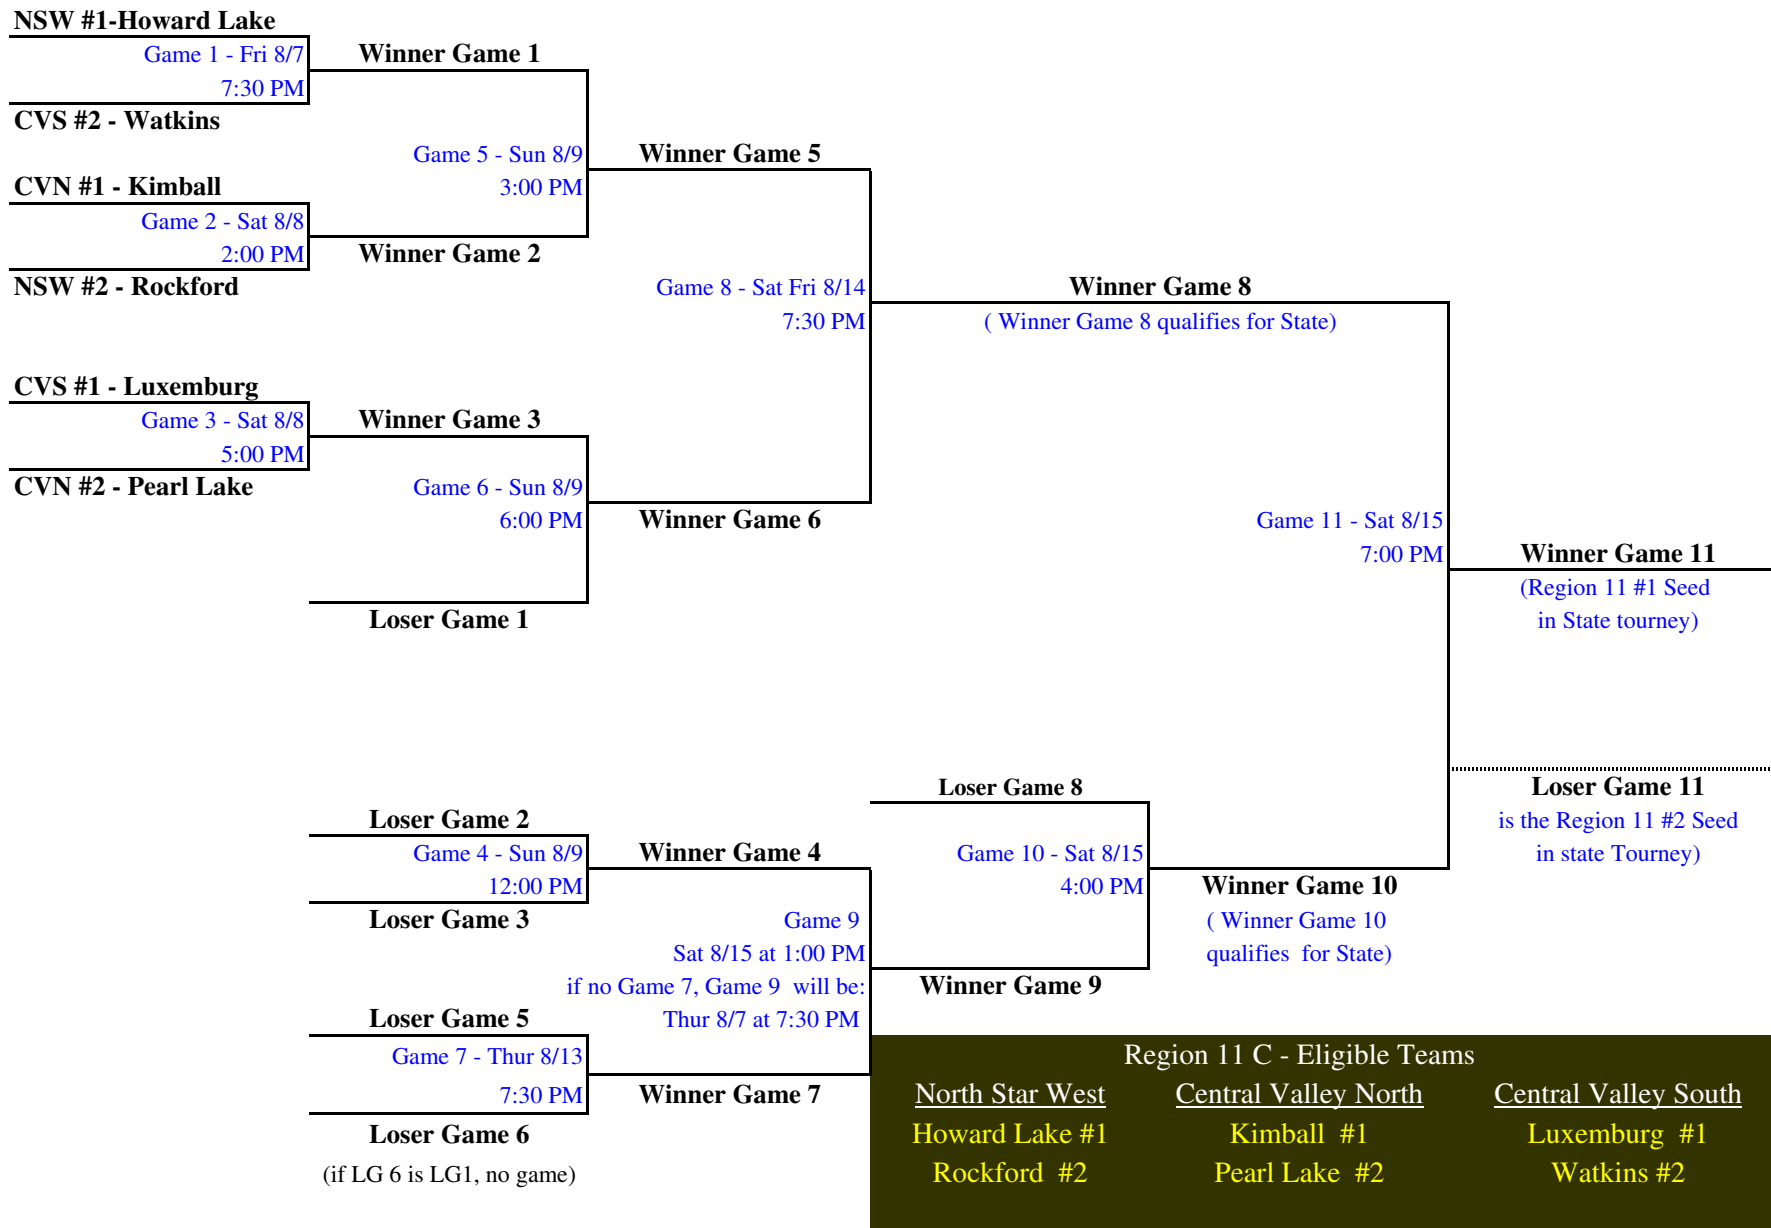 NSW #1-Howard Lake
Game 1 - Fri 8/7
7:30 PM
CVS #2 - Watkins
Winner Game 1
Game 5 - Sun 8/9
3:00 PM
CVN #1 - Kimball
Game 2 - Sat 8/8
2:00 PM
NSW #2 - Rockford
Winner Game 2
Winner Game 5
Game 8 - Sat Fri 8/14
7:30 PM
Winner Game 8
( Winner Game 8 qualifies for State)
CVS #1 - Luxemburg
Game 3 - Sat 8/8
5:00 PM
CVN #2 - Pearl Lake
Winner Game 3
Game 6 - Sun 8/9
6:00 PM
Loser Game 1
Winner Game 6
Game 11 - Sat 8/15
7:00 PM
Winner Game 11
(Region 11 #1 Seed
in State tourney)
Loser Game 11
is the Region 11 #2 Seed
in state Tourney)
Loser Game 2
Game 4 - Sun 8/9
12:00 PM
Loser Game 3
Winner Game 4
Game 9
Sat 8/15 at 1:00 PM
if no Game 7, Game 9 will be:
Thur 8/7 at 7:30 PM
Loser Game 5
Game 7 - Thur 8/13
7:30 PM
Loser Game 6
(if LG 6 is LG1, no game)
Winner Game 7
Loser Game 8
Game 10 - Sat 8/15
4:00 PM
Winner Game 9
Winner Game 10
( Winner Game 10
qualifies for State)
Region 11 C - Eligible Teams
North Star West Central Valley North Central Valley South
Howard Lake #1 Kimball #1 Luxemburg #1
Rockford #2 Pearl Lake #2 Watkins #2